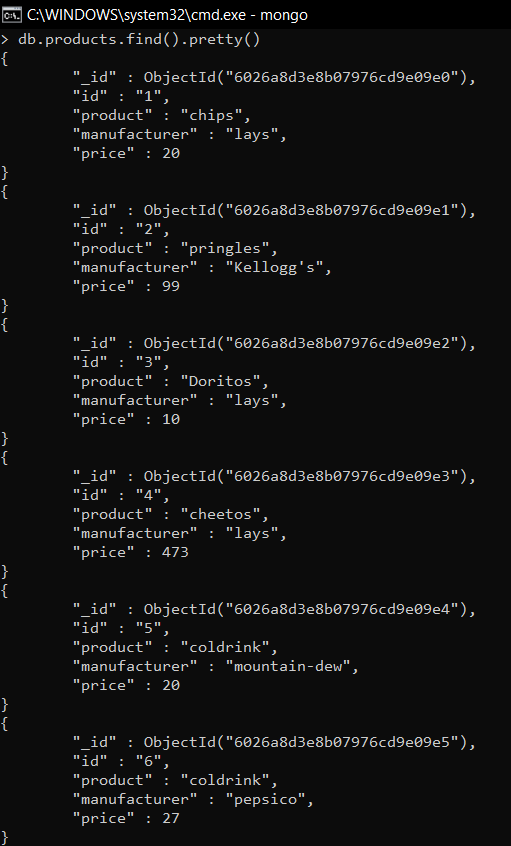 C:\WINDOWS\system32\cmd.exe - mongo
> db.products.find().pretty()
{
"_id" : ObjectId("6026a8d3e8b07976cd9e09e0"),
"id" : "1",
"product" : "chips",
"manufacturer" : "lays",
"price" : 20
}
{
"_id" : ObjectId("6026a8d3e8b07976cd9e09e1"),
"id" : "2",
"product" : "pringles",
"manufacturer" : "Kellogg's",
"price" : 99
}
{
"_id" : ObjectId("6026a8d3e8b07976cd9e09e2"),
"id" : "3",
"product" : "Doritos",
"manufacturer" : "lays",
"price" : 10
}
{
"_id" : ObjectId("6026a8d3e8b07976cd9e09e3"),
"id" : "4",
"product" : "cheetos",
"manufacturer" : "lays",
"price" : 473
}
{
"_id" : ObjectId("6026a8d3e8b07976cd9e09e4"),
"id" : "5",
"product" : "coldrink",
"manufacturer" : "mountain-dew",
"price" : 20
}
{
"_id" : ObjectId("6026a8d3e8b07976cd9e09e5"),
"id" : "6",
"product" : "coldrink",
"manufacturer" : "pepsico",
"price" : 27
}